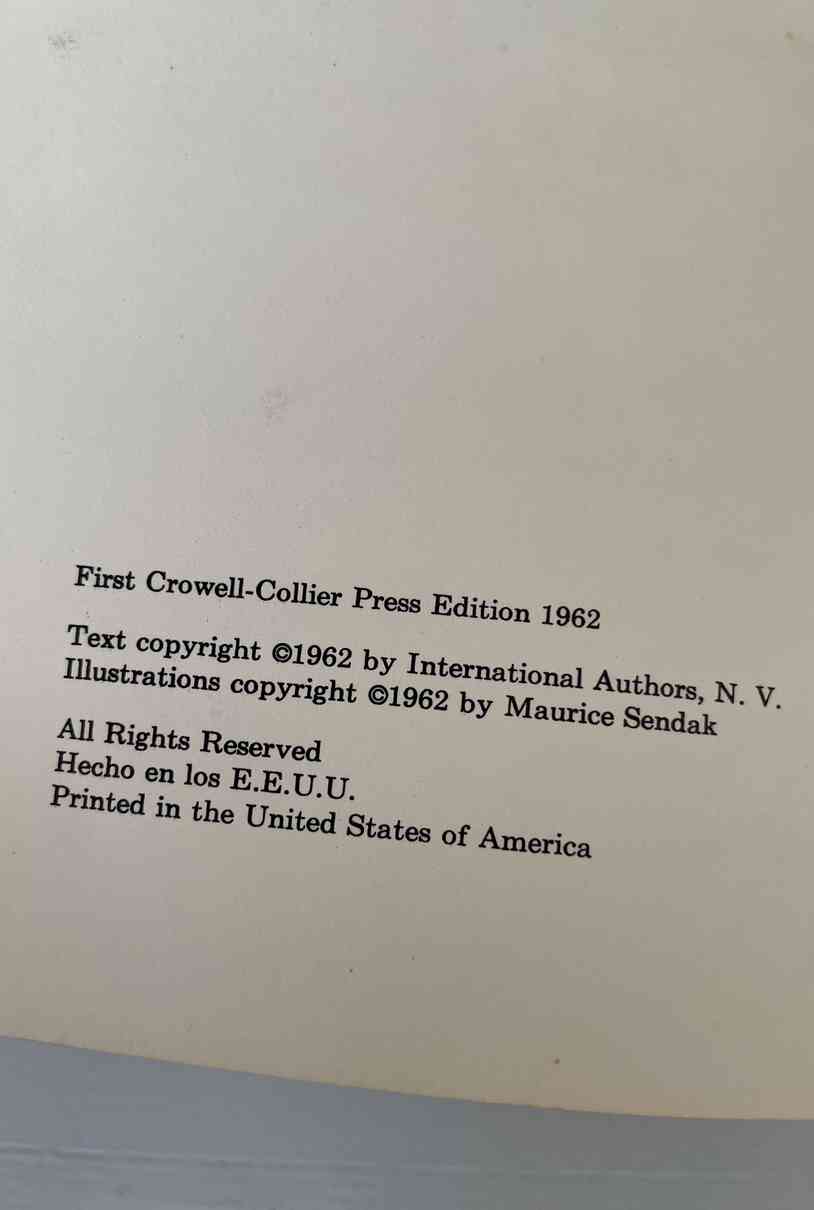 First Crowell-Collier Press Edition 1962
Text copyright ©1962 by International Authors, N. V.
Illustrations copyright ©1962 by Maurice Sendak
All Rights Reserved
Hecho en los E.E.U.U.
Printed in the United States of America